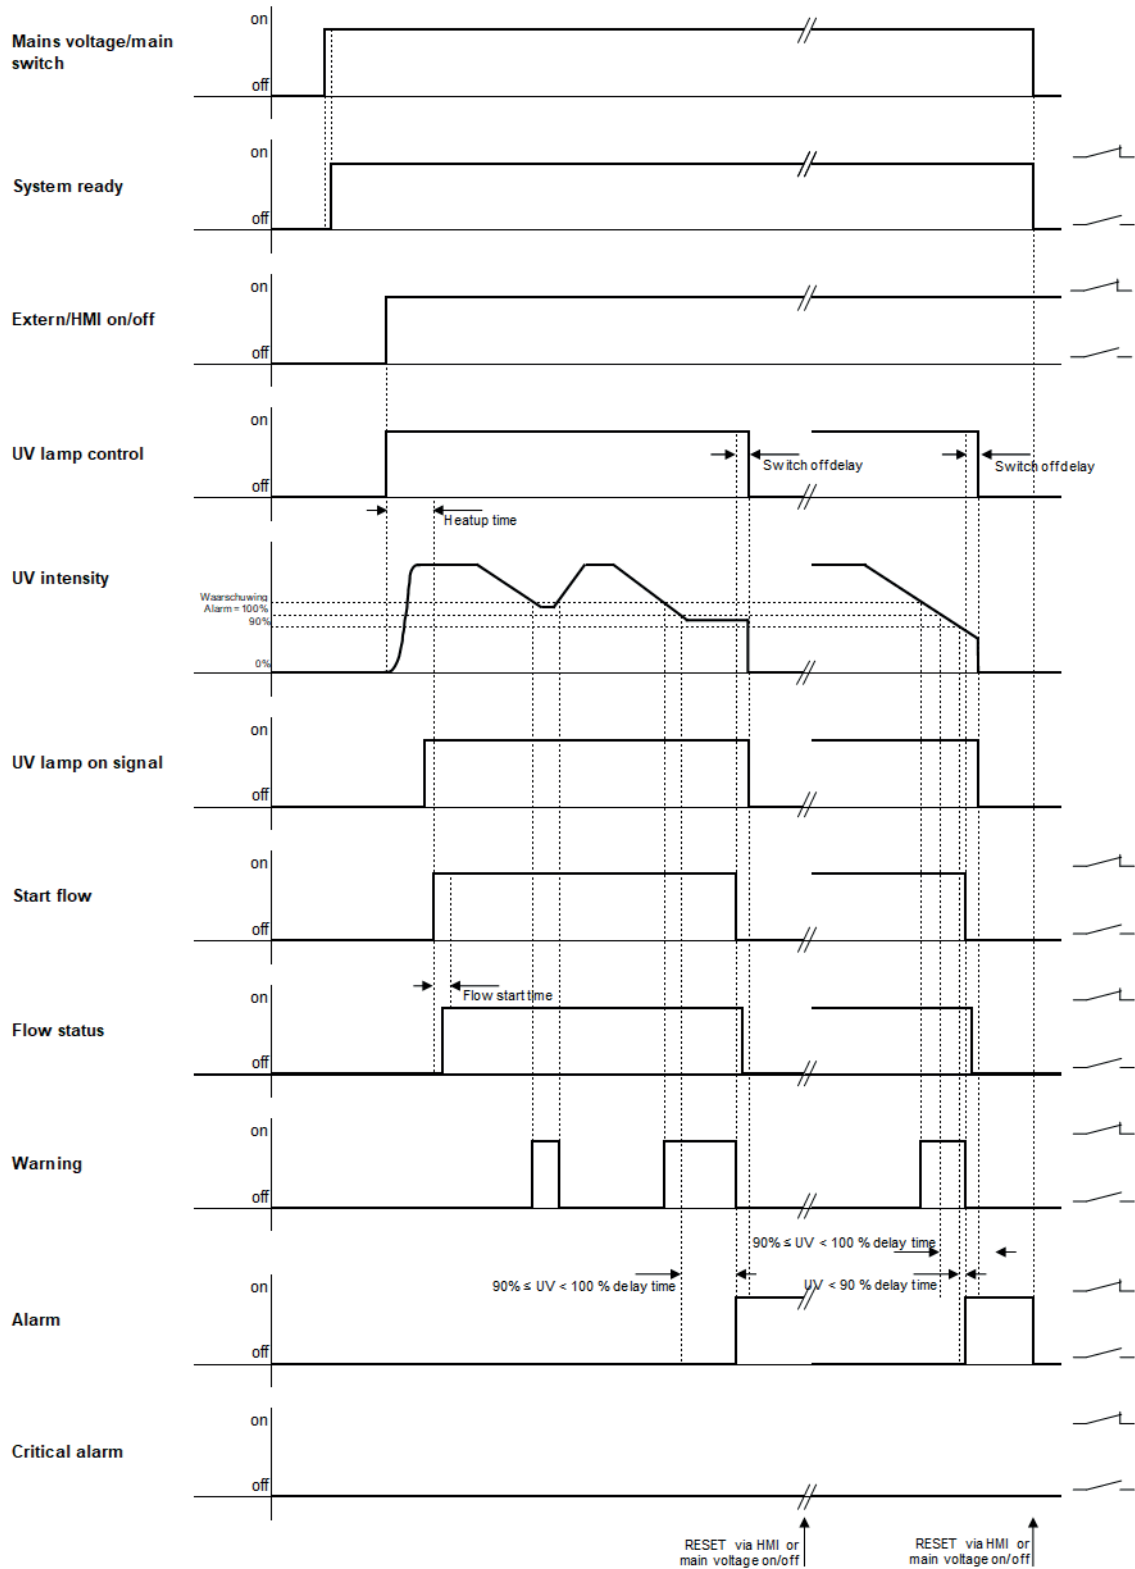 on
Mains voltage/main
switch
off
on
System ready
off
on
Extern/HMI on/off
off
on
UV lamp control
Switch off delay
Switch off delay
off
Heatup time
UV intensity
Waarschuwing
Alarm = 100%
90%
0%
on
UV lamp on signal
off
on
Start flow
off
on
Flow start time
Flow status
off
on
Warning
off
90% ≤ UV < 100 % delay time
on
90% ≤ UV < 100 % delay time
UV < 90 % delay time
Alarm
off
on
Critical alarm
off
RESET via HMI or
main voltage on/off
RESET via HMI or
main voltage on/off